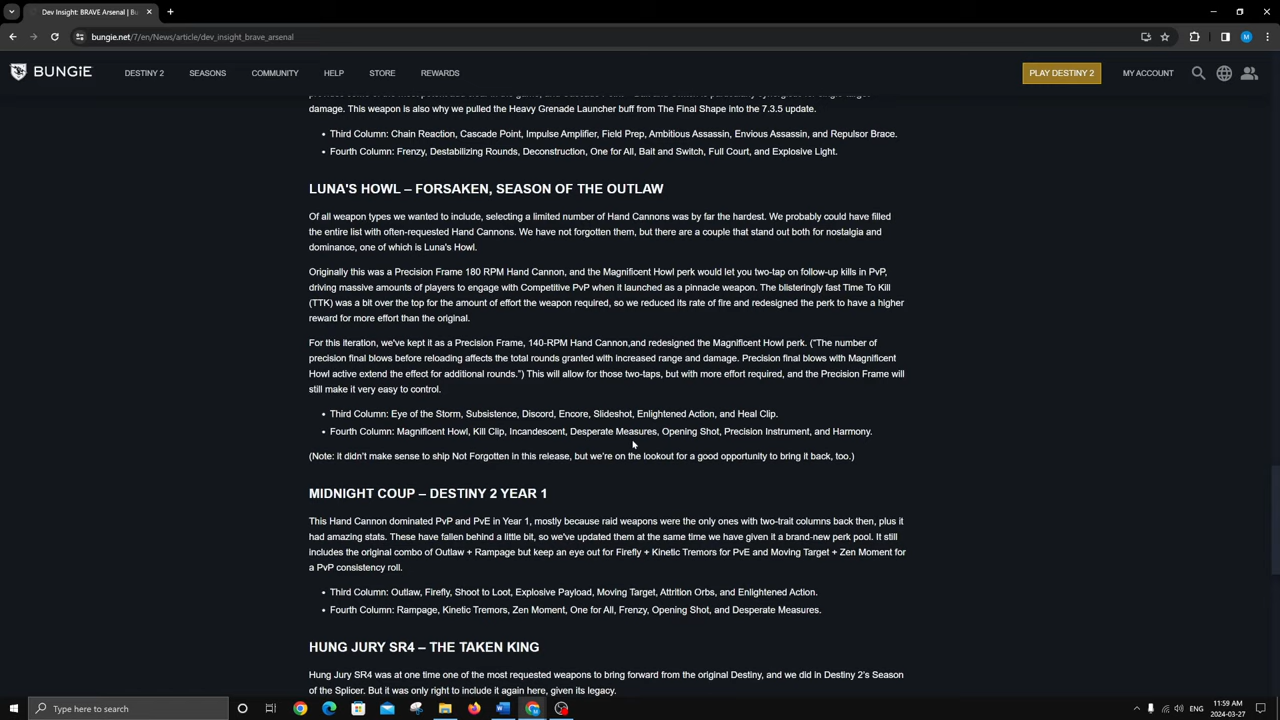 Dev Insight: BRAVE Arsenal | Bu
bungie.net/7/en/News/article/dev_insight_brave_arsenal
BUNGiE
DESTINY 2
SEASONS
COMMUNITY
HELP
STORE
REWARDS
PLAY DESTINY 2
MY ACCOUNT
damage. This weapon is also why we pulled the Heavy Grenade Launcher buff from The Final Shape into the 7.3.5 update.
• Third Column: Chain Reaction, Cascade Point, Impulse Amplifier, Field Prep, Ambitious Assassin, Envious Assassin, and Repulsor Brace.
• Fourth Column: Frenzy, Destabilizing Rounds, Deconstruction, One for All, Bait and Switch, Full Court, and Explosive Light.
LUNA'S HOWL – FORSAKEN, SEASON OF THE OUTLAW
Of all weapon types we wanted to include, selecting a limited number of Hand Cannons was by far the hardest. We probably could have filled
the entire list with often-requested Hand Cannons. We have not forgotten them, but there are a couple that stand out both for nostalgia and
dominance, one of which is Luna's Howl.
Originally this was a Precision Frame 180 RPM Hand Cannon, and the Magnificent Howl perk would let you two-tap on follow-up kills in PvP,
driving massive amounts of players to engage with Competitive PvP when it launched as a pinnacle weapon. The blisteringly fast Time To Kill
(TTK) was a bit over the top for the amount of effort the weapon required, so we reduced its rate of fire and redesigned the perk to have a higher
reward for more effort than the original.
For this iteration, we've kept it as a Precision Frame, 140-RPM Hand Cannon,and redesigned the Magnificent Howl perk. ("The number of
precision final blows before reloading affects the total rounds granted with increased range and damage. Precision final blows with Magnificent
Howl active extend the effect for additional rounds.") This will allow for those two-taps, but with more effort required, and the Precision Frame will
still make it very easy to control.
• Third Column: Eye of the Storm, Subsistence, Discord, Encore, Slideshot, Enlightened Action, and Heal Clip.
• Fourth Column: Magnificent Howl, Kill Clip, Incandescent, Desperate Measures, Opening Shot, Precision Instrument, and Harmony.
(Note: it didn't make sense to ship Not Forgotten in this release, but we're on the lookout for a good opportunity to bring it back, too.)
MIDNIGHT COUP – DESTINY 2 YEAR 1
This Hand Cannon dominated PvP and PvE in Year 1, mostly because raid weapons were the only ones with two-trait columns back then, plus it
had amazing stats. These have fallen behind a little bit, so we've updated them at the same time we have given it a brand-new perk pool. It still
includes the original combo of Outlaw + Rampage but keep an eye out for Firefly + Kinetic Tremors for PvE and Moving Target + Zen Moment for
a PvP consistency roll.
• Third Column: Outlaw, Firefly, Shoot to Loot, Explosive Payload, Moving Target, Attrition Orbs, and Enlightened Action.
• Fourth Column: Rampage, Kinetic Tremors, Zen Moment, One for All, Frenzy, Opening Shot, and Desperate Measures.
HUNG JURY SR4 – THE TAKEN KING
Hung Jury SR4 was at one time one of the most requested weapons to bring forward from the original Destiny, and we did in Destiny 2's Season
of the Splicer. But it was only right to include it again here, given its legacy.
Type here to search
ENG
11:59 AM
2024-03-27